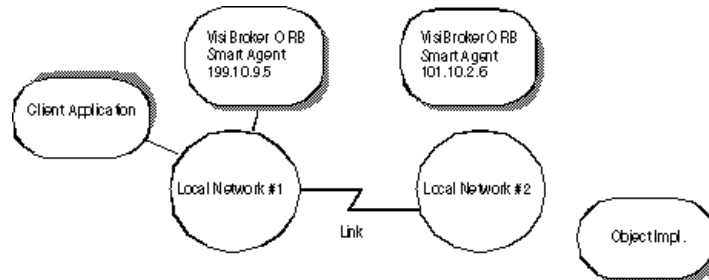 VisiBroker ORB
Smart Agent
199.10.9.5
VisiBroker ORB
Smart Agent
101.10.2.6
Client Application
Local Network #1
Local Network #2
Link
Object Impl.